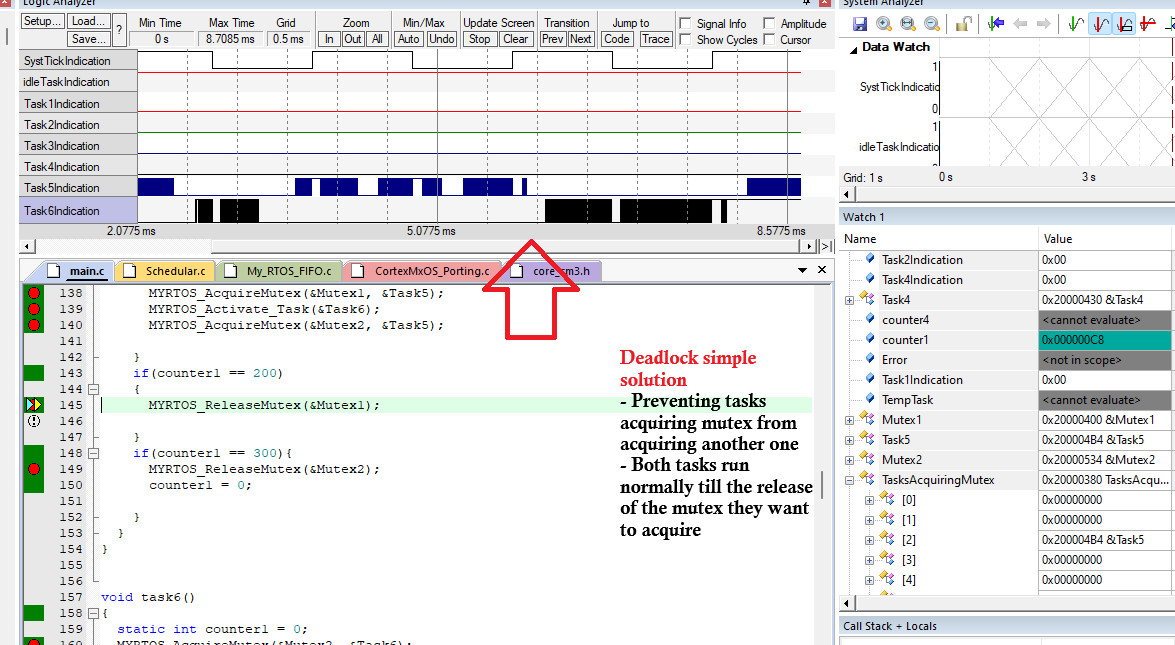 Logic Analyzer
Setup... Load... Save... ?
Min Time Max Time Grid Zoom Min/Max Update Screen Transition Jump to Signal Info Amplitude
0 s 8.7085 ms 0.5 ms In Out All Auto Undo Stop Clear Prev Next Code Trace Show Cycles Cursor
SystTickIndication
idleTaskIndication
Task1Indication
Task2Indication
Task3Indication
Task4Indication
Task5Indication
Task6Indication
2.0775 ms 5.0775 ms 8.5775 ms
main.c Schedular.c My_RTOS_FIFO.c CortexMxOS_Porting.c core_cm3.h
138 MYRTOS_AcquireMutex(&Mutex1, &Task5);
139 MYRTOS_Activate_Task(&Task6);
140 MYRTOS_AcquireMutex(&Mutex2, &Task5);
141
142 }
143 if(counter1 == 200)
144 {
145 MYRTOS_ReleaseMutex(&Mutex1);
146
147 }
148 if(counter1 == 300){
149 MYRTOS_ReleaseMutex(&Mutex2);
150 counter1 = 0;
151
152 }
153 }
154 }
155
156
157 void task6()
158 {
159 static int counter1 = 0;
160 MYRTOS_AcquireMutex(&Mutex2, &Task6);
Deadlock simple
solution
- Preventing tasks
acquiring mutex from
acquiring another one
- Both tasks run
normally till the release
of the mutex they want
to acquire
System Analyzer
Data Watch
1
SystTickIndicatio
0
1
idleTaskIndicatio
Grid: 1 s 0 s 3 s
Watch 1
Name Value
Task2Indication 0x00
Task4Indication 0x00
Task4 0x20000430 &Task4
counter4 <cannot evaluate>
counter1 0x000000C8
Error <not in scope>
Task1Indication 0x00
TempTask <cannot evaluate>
Mutex1 0x20000400 &Mutex1
Task5 0x200004B4 &Task5
Mutex2 0x20000534 &Mutex2
TasksAcquiringMutex 0x20000380 TasksAcqu...
[0] 0x00000000
[1] 0x00000000
[2] 0x200004B4 &Task5
[3] 0x00000000
[4] 0x00000000
Call Stack + Locals